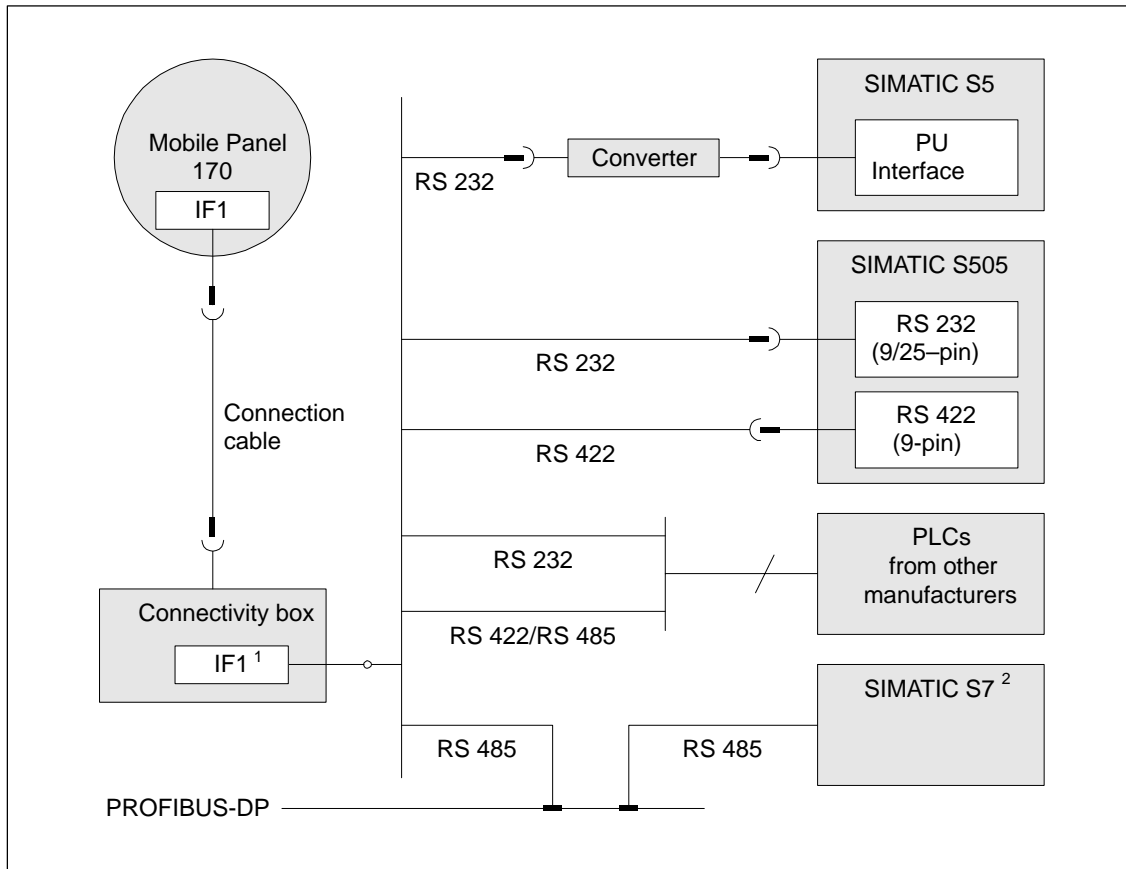 Mobile Panel
170
IF1
Connection
cable
Connectivity box
IF1 1
RS 232
Converter
SIMATIC S5
PU
Interface
SIMATIC S505
RS 232
(9/25–pin)
RS 232
RS 422
(9-pin)
RS 422
RS 232
RS 422/RS 485
PLCs
from other
manufacturers
SIMATIC S7 2
RS 485
RS 485
PROFIBUS-DP